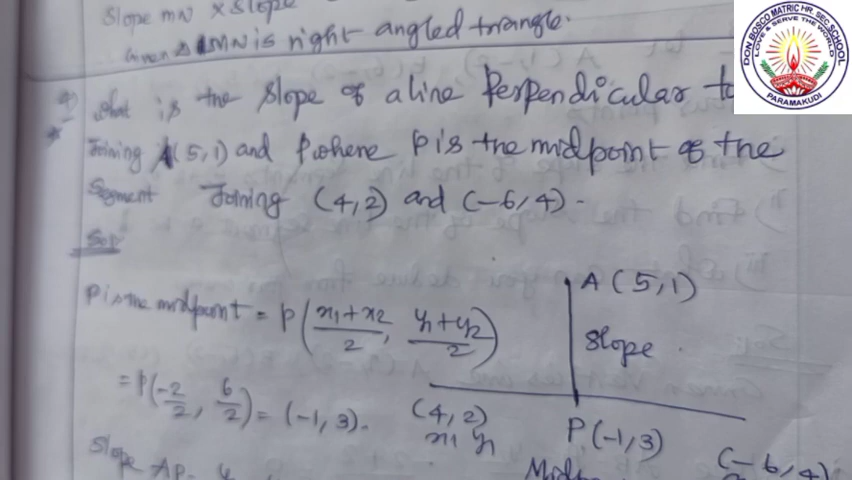 Slope MN x Slope
Given Δ LMN is right angled triangle.
9) What is the slope of a line Perpendicular to
Joining A(5,1) and P where P is the midpoint of the
Segment Joining (4,2) and (-6,4).
Sol
P is the midpoint = P(x1+x2/2, y1+y2/2)
A (5,1)
Slope
= P(-2/2, 6/2) = (-1,3).
(4,2)
x1 y1
P(-1,3)
(-6,4)
Slope AP =
DON BOSCO MATRIC HR. SEC SCHOOL
LOVE & SERVE THE WORLD
PARAMAKUDI